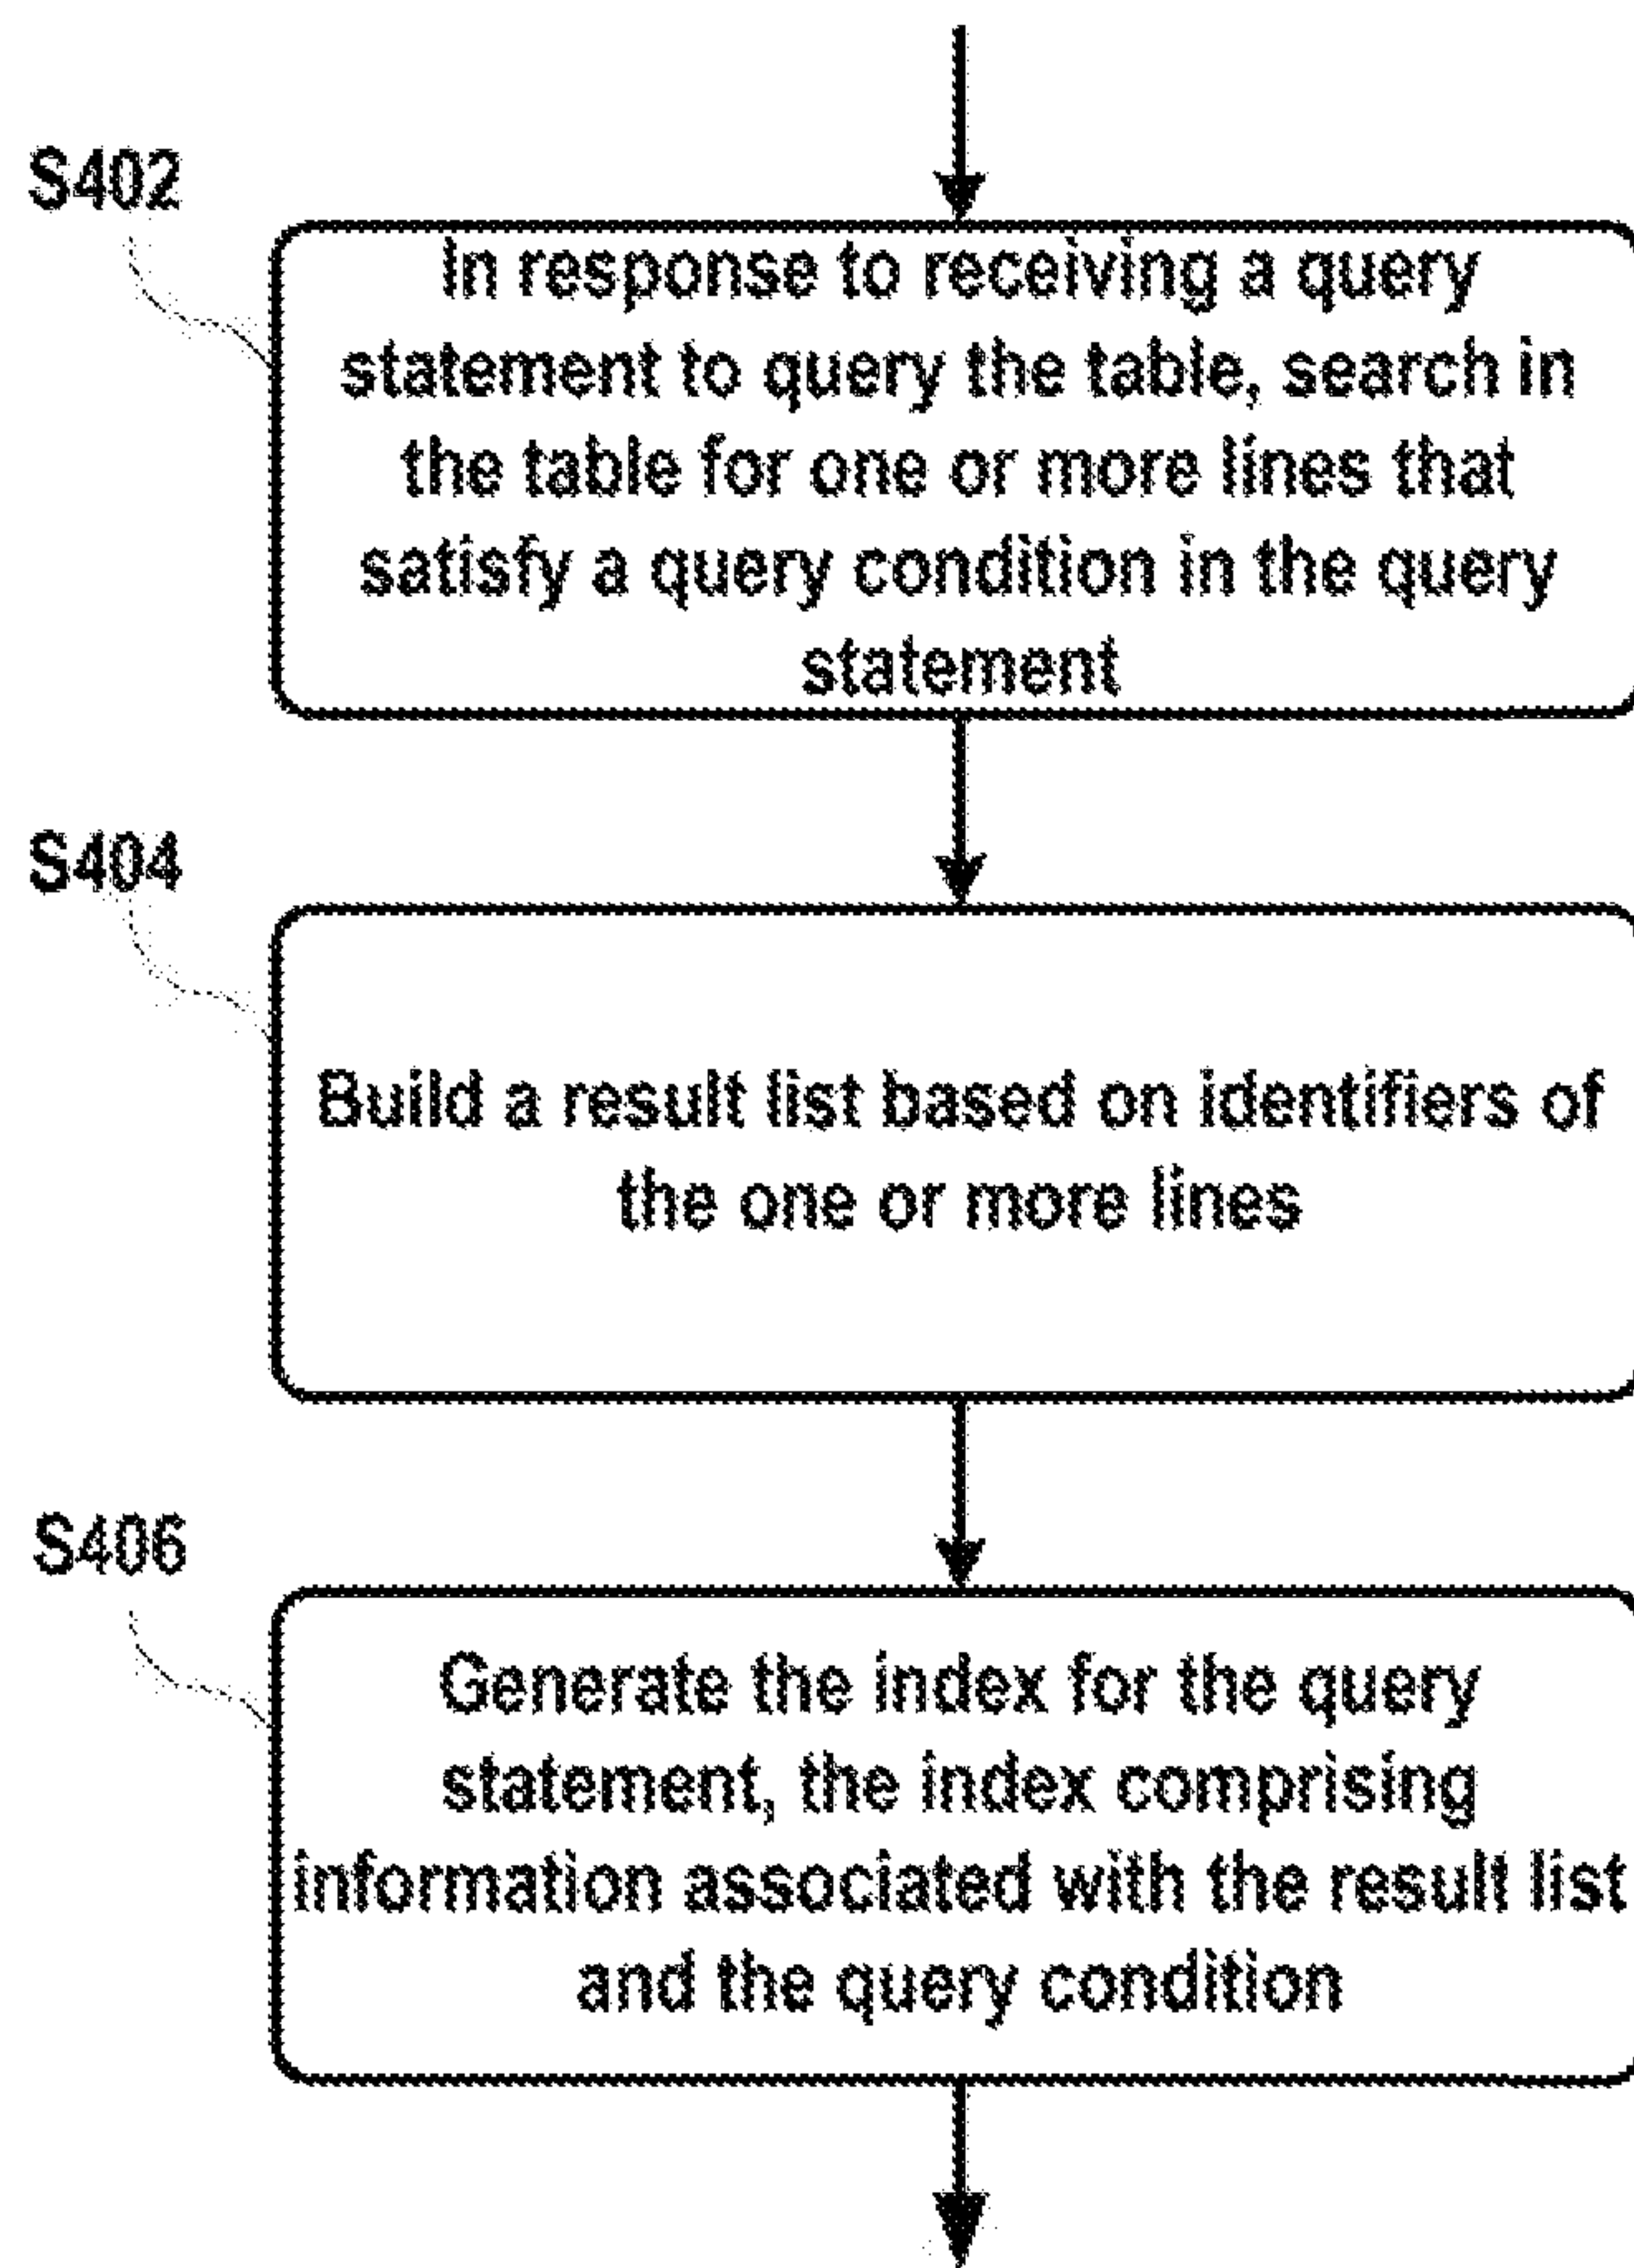 S402
In response to receiving a query
statement to query the table, search in
the table for one or more lines that
satisfy a query condition in the query
statement
S404
Build a result list based on identifiers of
the one or more lines
S406
Generate the index for the query
statement, the index comprising
information associated with the result list
and the query condition